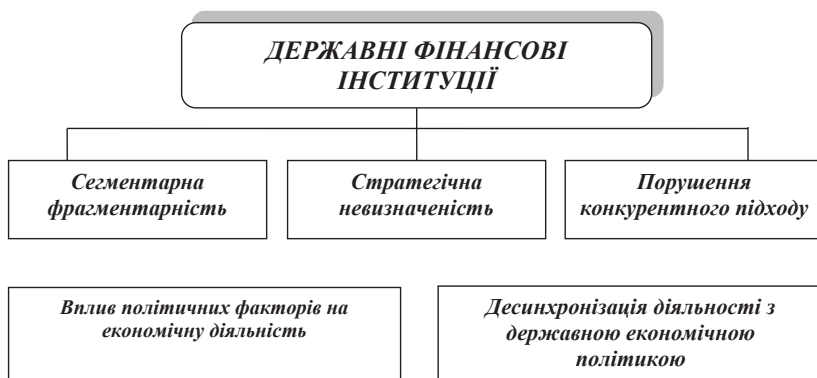 ДЕРЖАВНІ ФІНАНСОВІ
ІНСТИТУЦІЇ
Сегментарна
фрагментарність
Стратегічна
невизначеність
Порушення
конкурентного підходу
Вплив політичних факторів на
економічну діяльність
Десинхронізація діяльності з
державною економічною
політикою